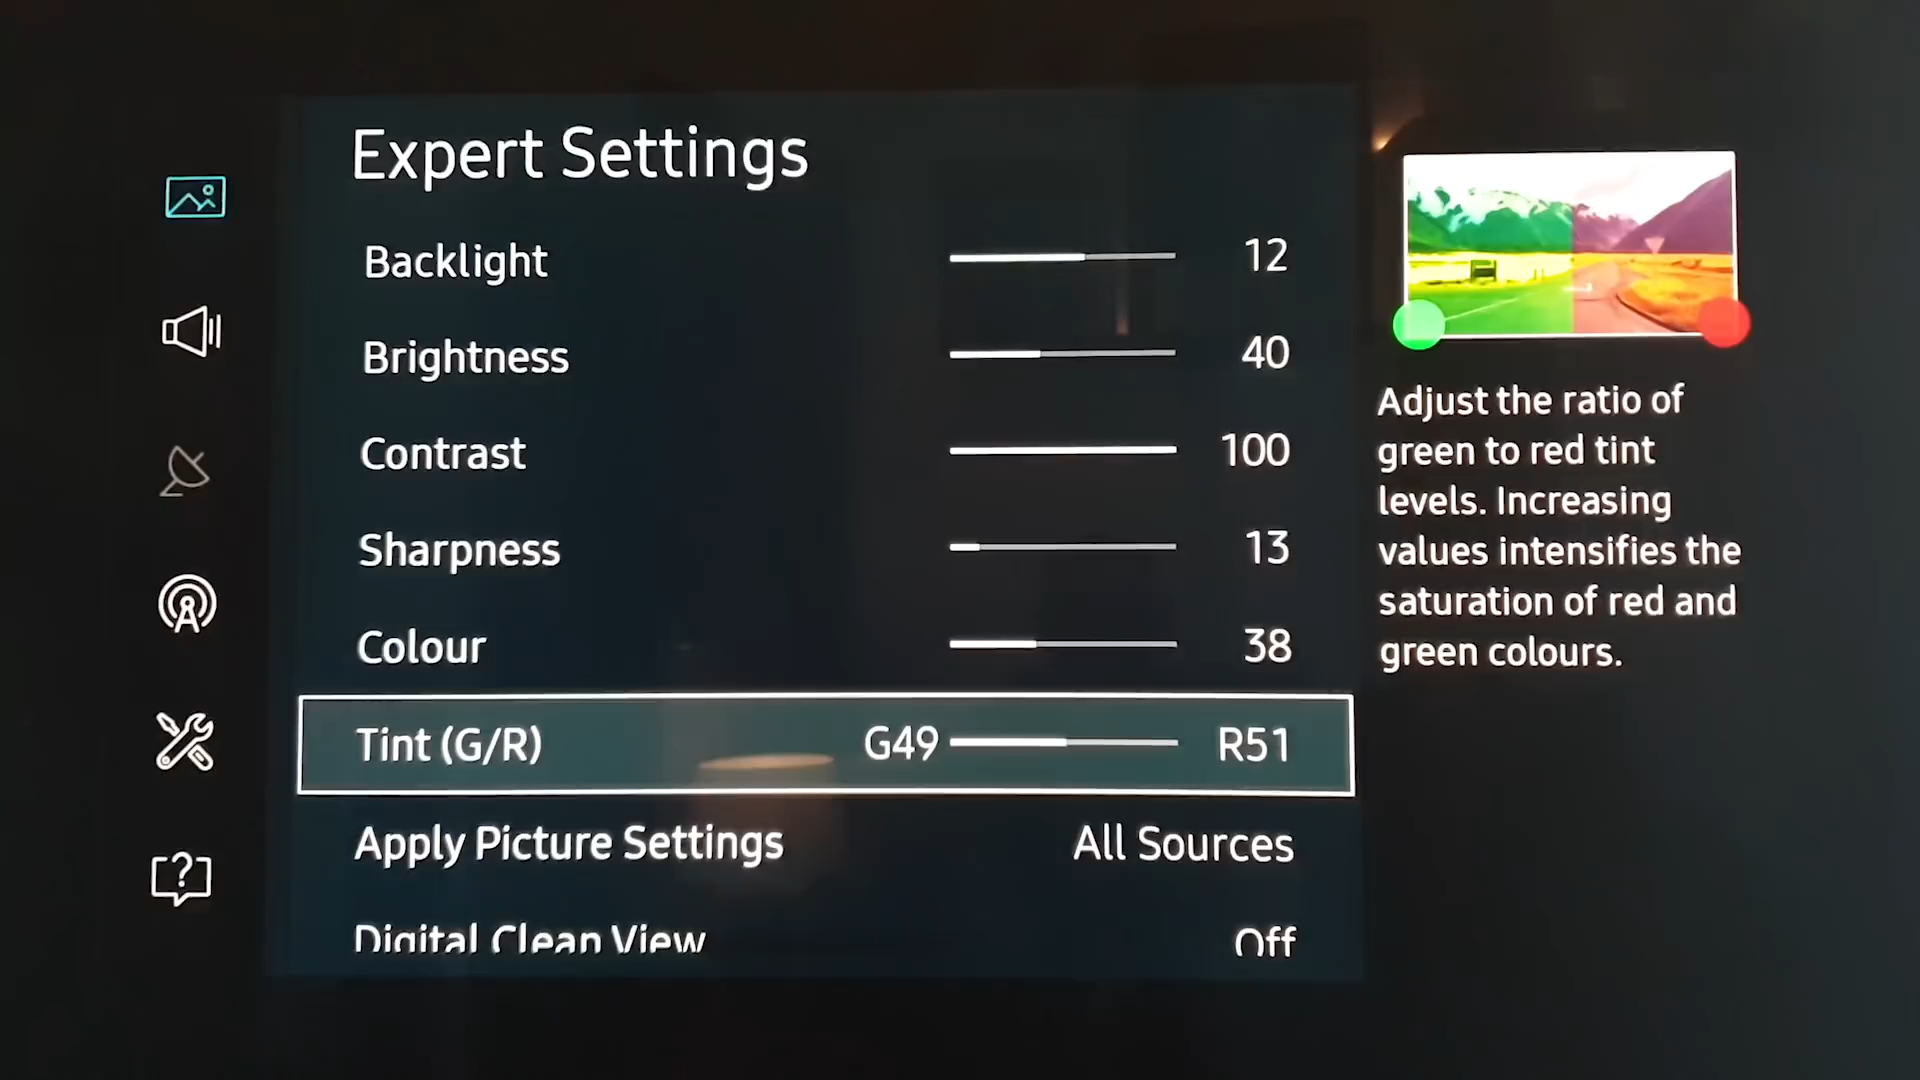 Expert Settings
Backlight 12
Brightness 40
Contrast 100
Sharpness 13
Colour 38
Tint (G/R) G49 R51
Apply Picture Settings All Sources
Digital Clean View Off
Adjust the ratio of
green to red tint
levels. Increasing
values intensifies the
saturation of red and
green colours.